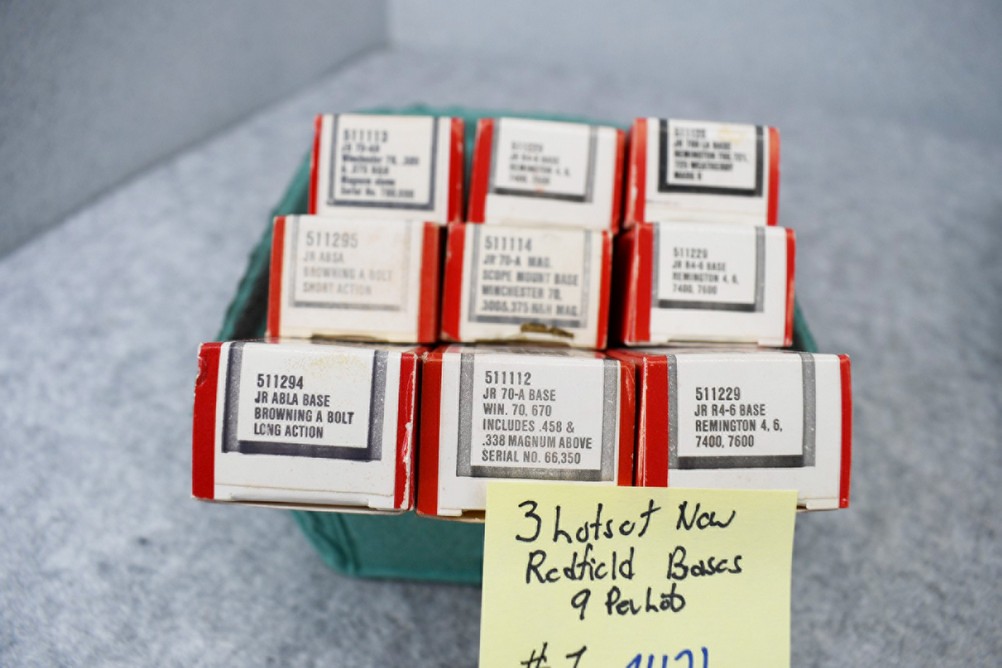 511113
JR 70-AM
Winchester 70, .300
& .375 H&H
Magnum above
Serial No. 700,000
511229
JR R4-6 BASE
REMINGTON 4, 6,
7400, 7600
JR 700 LA BASE
REMINGTON 700, 721,
725 WEATHERBY
MARK V
511295
JR ABSA
BROWNING A BOLT
SHORT ACTION
511114
JR 70-A MAG.
SCOPE MOUNT BASE
WINCHESTER 70,
.300&.375 H&H MAG.
511229
JR R4-6 BASE
REMINGTON 4, 6,
7400, 7600
511294
JR ABLA BASE
BROWNING A BOLT
LONG ACTION
511112
JR 70-A BASE
WIN. 70, 670
INCLUDES .458 &
.338 MAGNUM ABOVE
SERIAL NO. 66,350
511229
JR R4-6 BASE
REMINGTON 4, 6,
7400, 7600
3 Lots of New
Redfield Bases
9 Per Lot